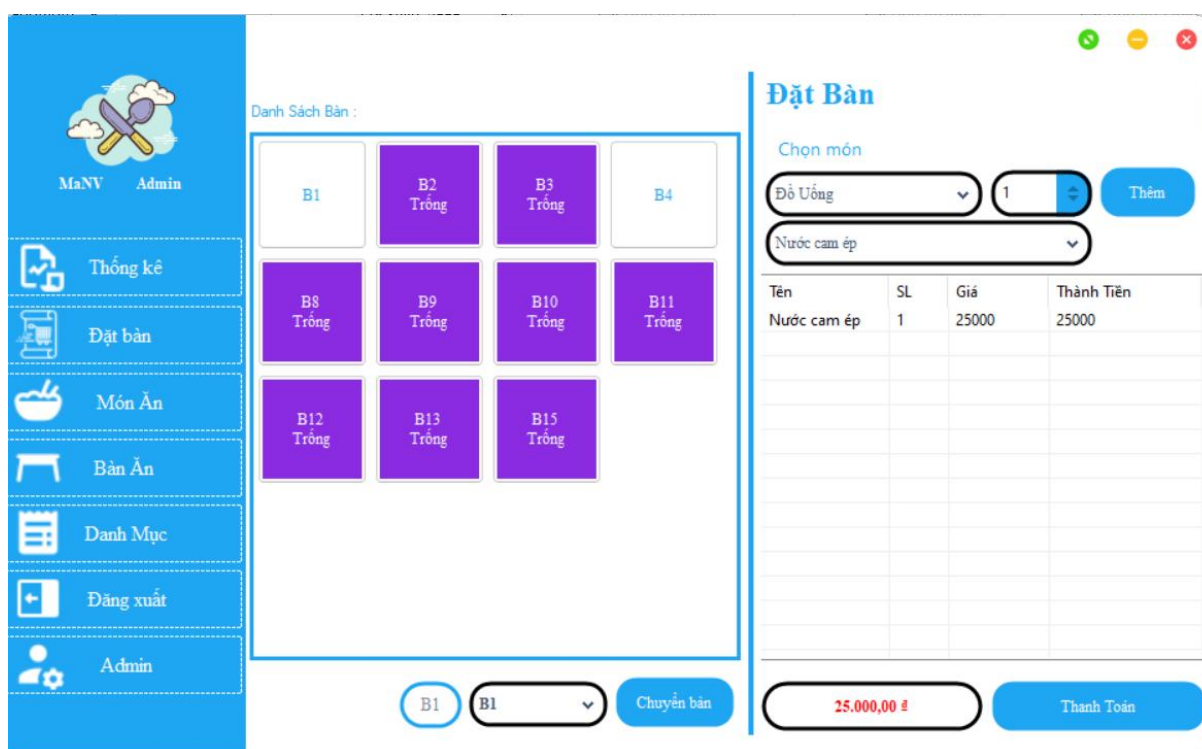 MaNV Admin
Thống kê
Đặt bàn
Món Ăn
Bàn Ăn
Danh Mục
Đăng xuất
Admin
Danh Sách Bàn :
B1
B2
Trống
B3
Trống
B4
B8
Trống
B9
Trống
B10
Trống
B11
Trống
B12
Trống
B13
Trống
B15
Trống
B1
B1
Chuyển bàn
Đặt Bàn
Chọn món
Đồ Uống
1
Thêm
Nước cam ép
Tên SL Giá Thành Tiền
Nước cam ép 1 25000 25000
25.000,00 ₫
Thanh Toán